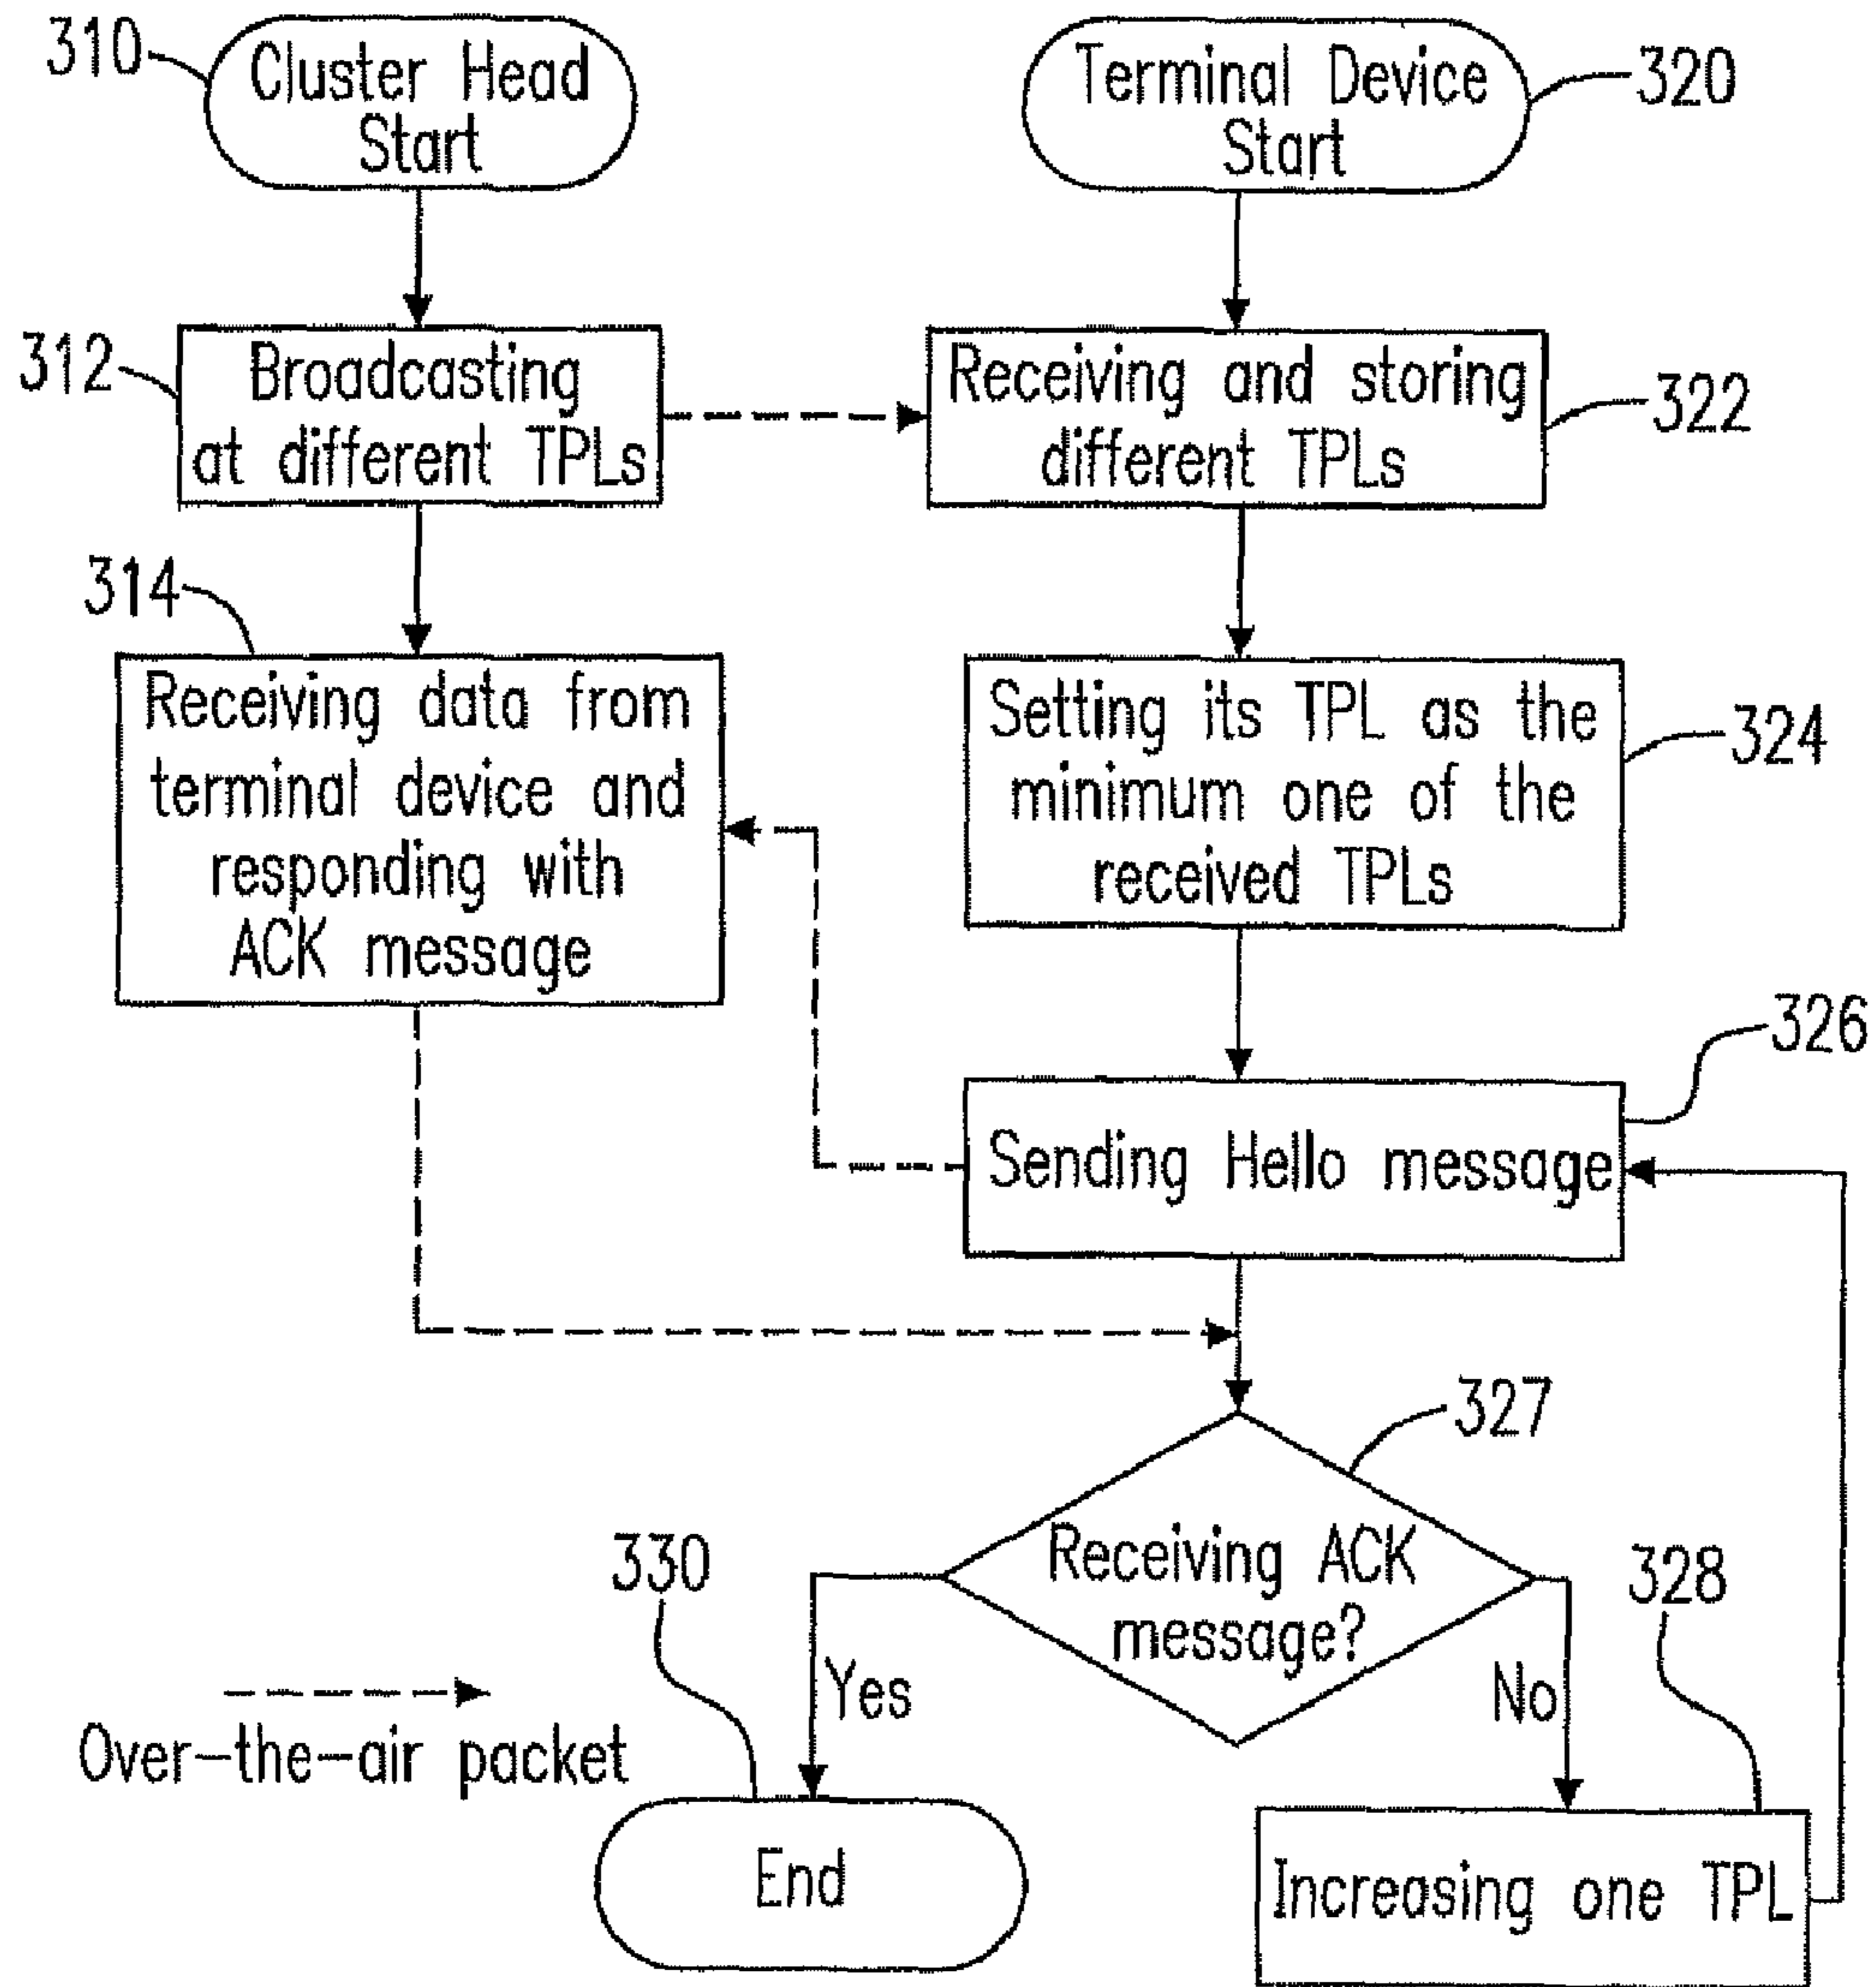 310
Cluster Head
Start
Terminal Device
Start
320
312
Broadcasting
at different TPLs
Receiving and storing
different TPLs
322
314
Receiving data from
terminal device and
responding with
ACK message
Setting its TPL as the
minimum one of the
received TPLs
324
326
Sending Hello message
327
Receiving ACK
message?
330
328
Yes
No
Over-the-air packet
End
Increasing one TPL